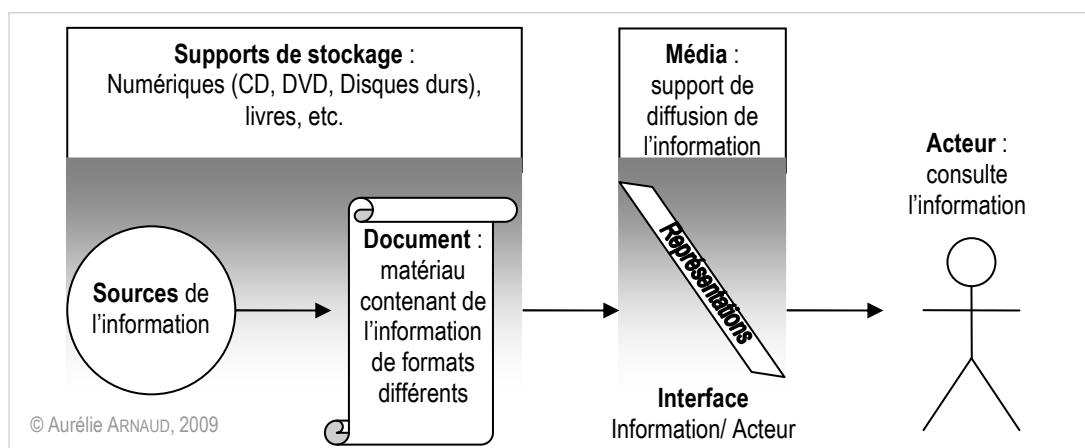 Supports de stockage :
Numériques (CD, DVD, Disques durs),
livres, etc.
Média :
support de
diffusion de
l’information
Acteur :
consulte
l’information
Sources de
l’information
Document :
matériau
contenant de
l’information
de formats
différents
Représentations
Interface
Information/ Acteur
© Aurélie ARNAUD, 2009